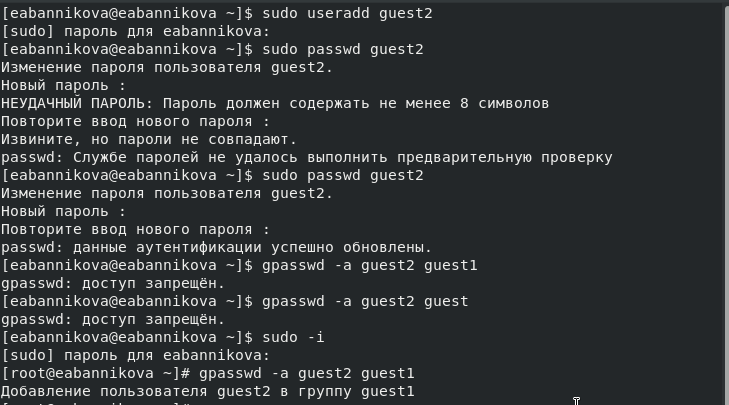 [eabannikova@eabannikova ~]$ sudo useradd guest2
[sudo] пароль для eabannikova:
[eabannikova@eabannikova ~]$ sudo passwd guest2
Изменение пароля пользователя guest2.
Новый пароль :
НЕУДАЧНЫЙ ПАРОЛЬ: Пароль должен содержать не менее 8 символов
Повторите ввод нового пароля :
Извините, но пароли не совпадают.
passwd: Службе паролей не удалось выполнить предварительную проверку
[eabannikova@eabannikova ~]$ sudo passwd guest2
Изменение пароля пользователя guest2.
Новый пароль :
Повторите ввод нового пароля :
passwd: данные аутентификации успешно обновлены.
[eabannikova@eabannikova ~]$ gpasswd -a guest2 guest1
gpasswd: доступ запрещён.
[eabannikova@eabannikova ~]$ gpasswd -a guest2 guest
gpasswd: доступ запрещён.
[eabannikova@eabannikova ~]$ sudo -i
[sudo] пароль для eabannikova:
[root@eabannikova ~]# gpasswd -a guest2 guest1
Добавление пользователя guest2 в группу guest1